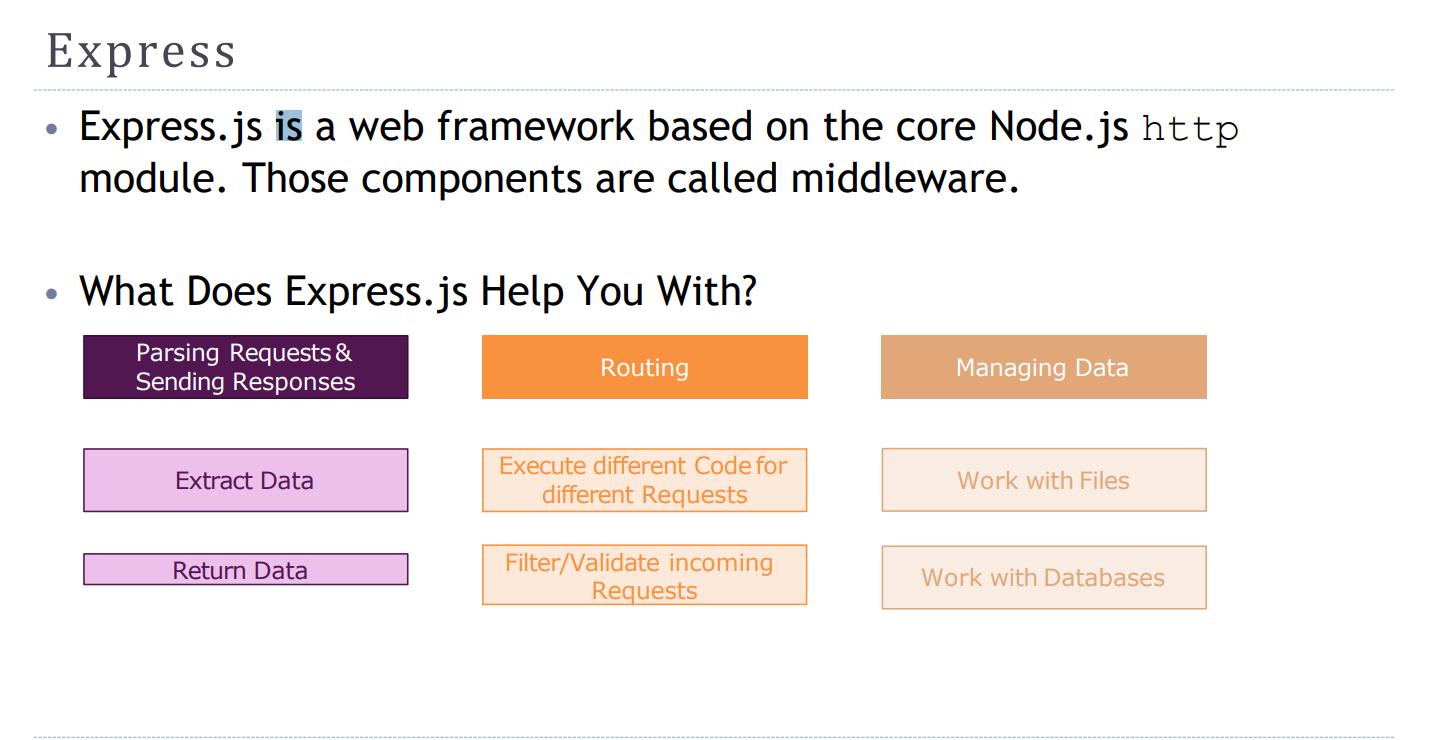 Express
• Express.js is a web framework based on the core Node.js http
module. Those components are called middleware.
• What Does Express.js Help You With?
Parsing Requests &
Sending Responses
Routing
Managing Data
Extract Data
Execute different Code for
different Requests
Work with Files
Return Data
Filter/Validate incoming
Requests
Work with Databases